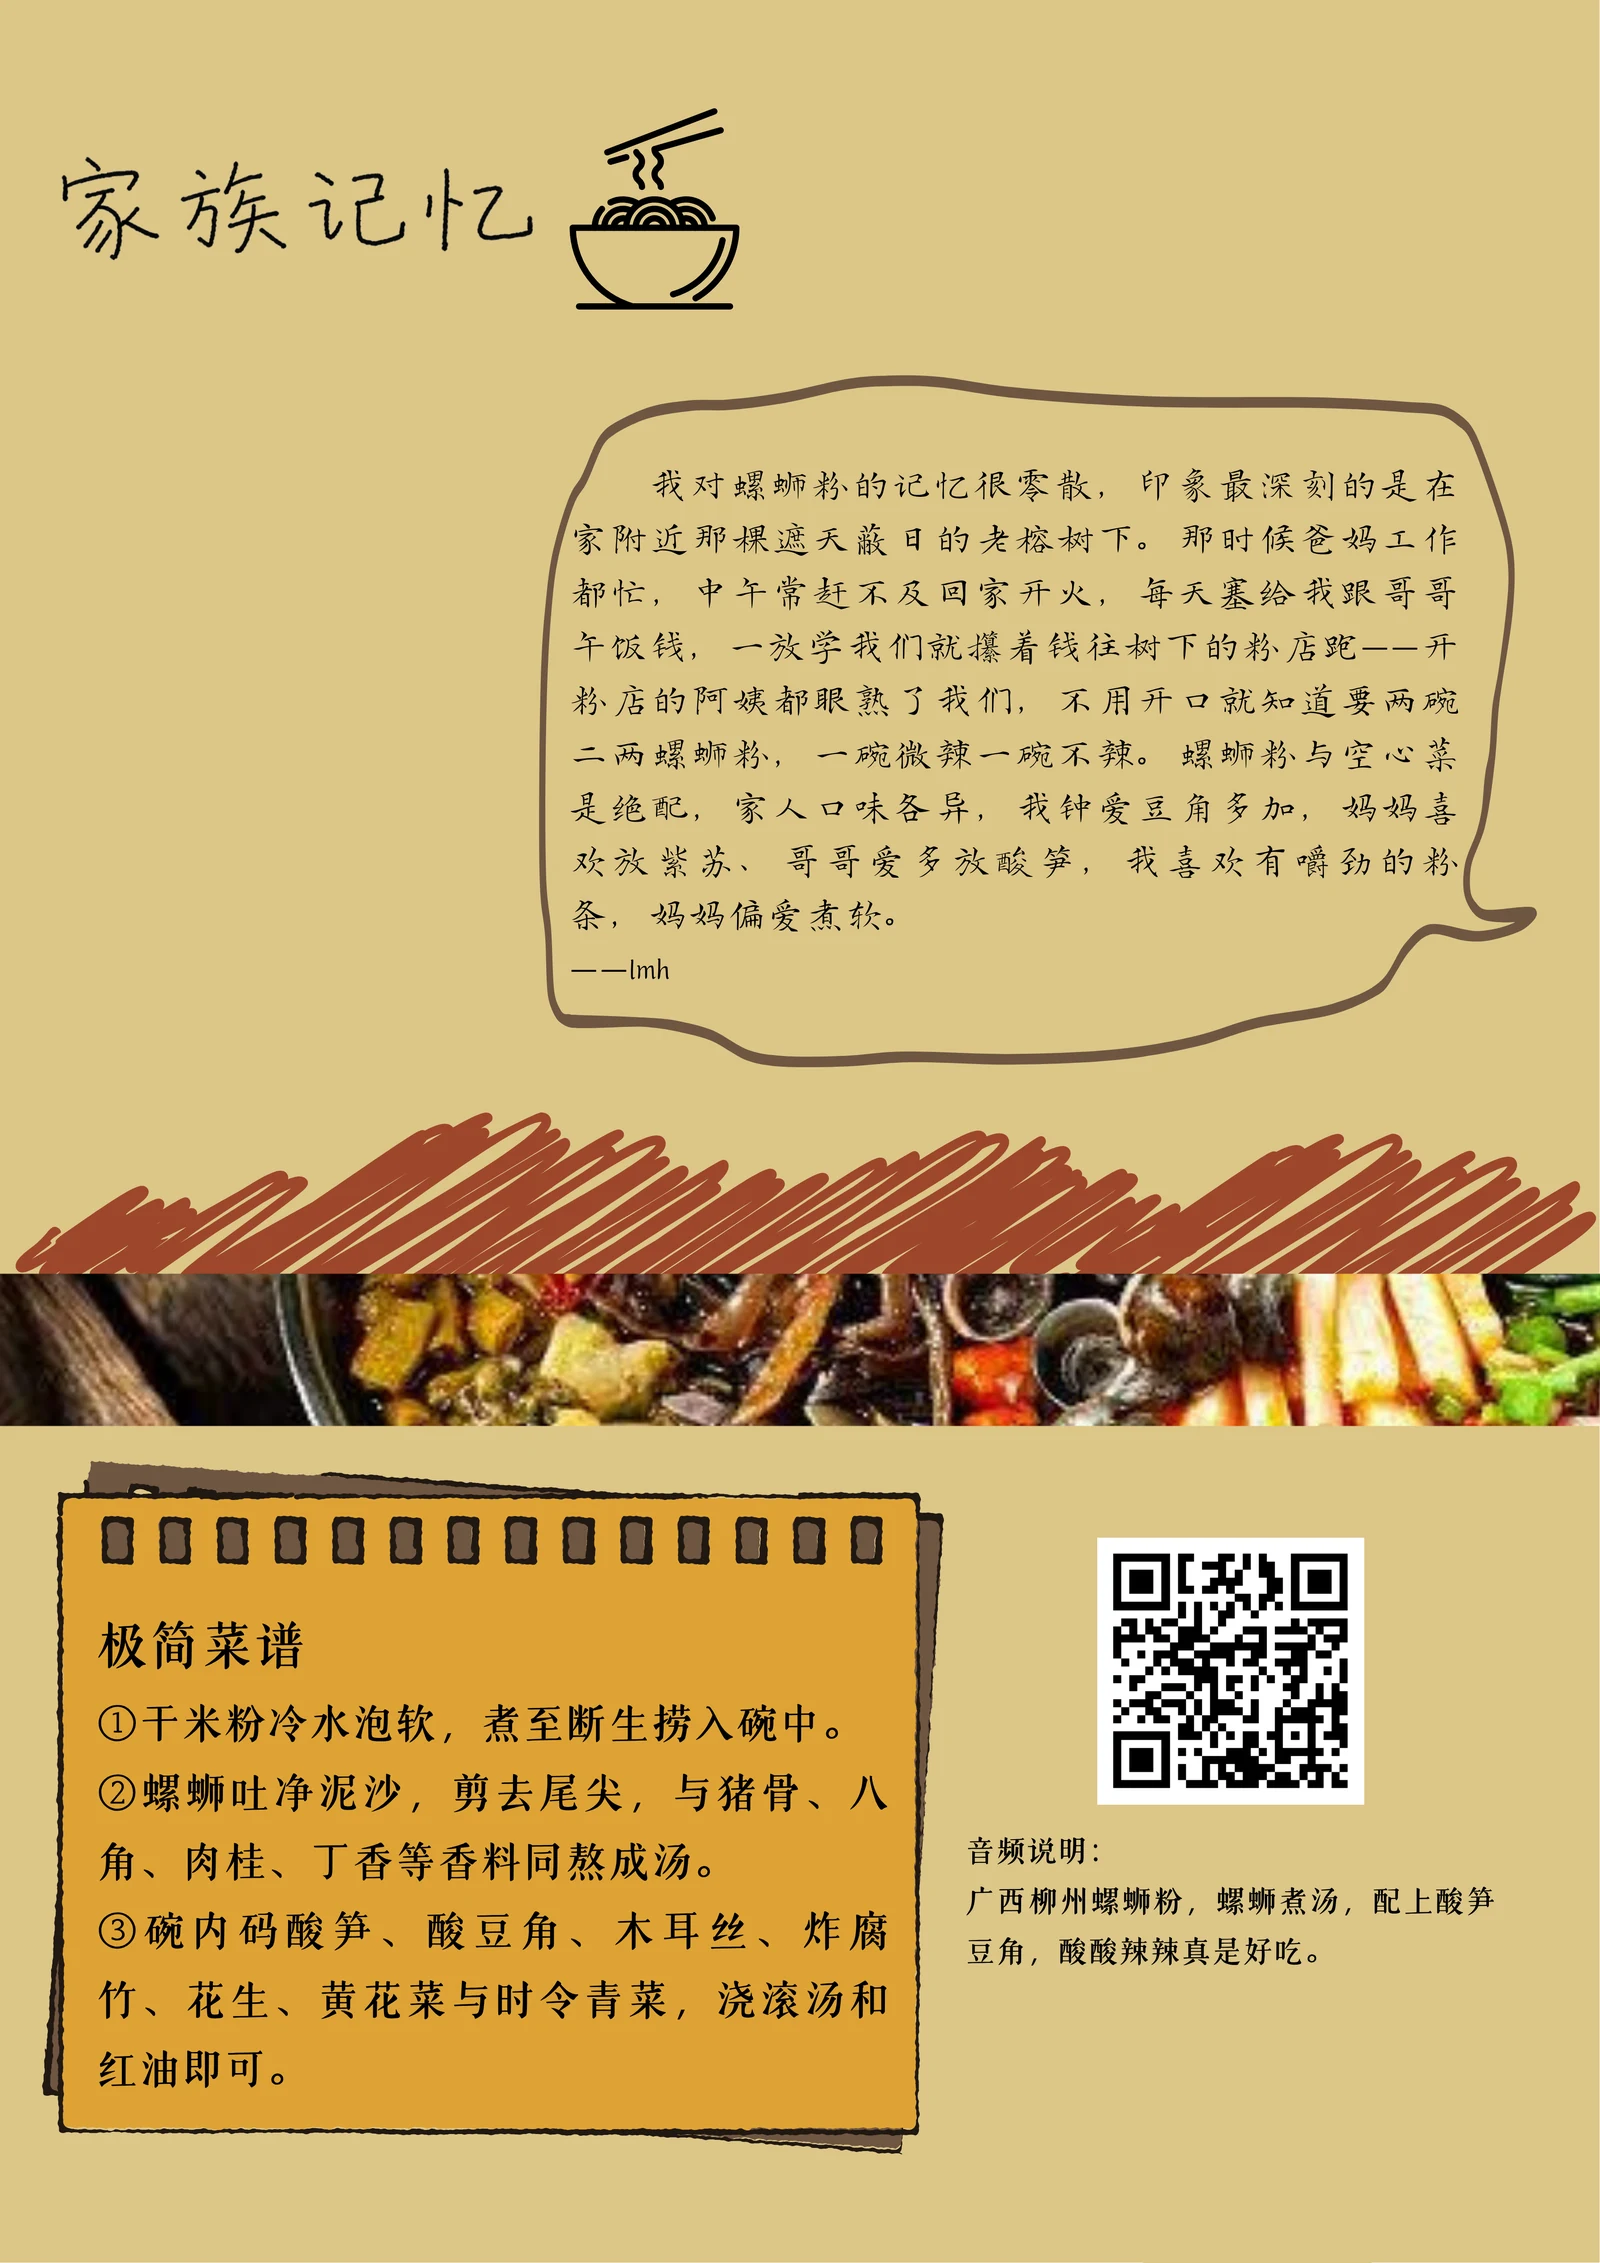 家族记忆
我对螺蛳粉的记忆很零散，印象最深刻的是在
家附近那棵遮天蔽日的老榕树下。那时候爸妈工作
都忙，中午常赶不及回家开火，每天塞给我跟哥哥
午饭钱，一放学我们就攥着钱往树下的粉店跑——开
粉店的阿姨都眼熟了我们，不用开口就知道要两碗
二两螺蛳粉，一碗微辣一碗不辣。螺蛳粉与空心菜
是绝配，家人口味各异，我钟爱豆角多加，妈妈喜
欢放紫苏、哥哥爱多放酸笋，我喜欢有嚼劲的粉
条，妈妈偏爱煮软。
——lmh
极简菜谱
①干米粉冷水泡软，煮至断生捞入碗中。
②螺蛳吐净泥沙，剪去尾尖，与猪骨、八
角、肉桂、丁香等香料同熬成汤。
③碗内码酸笋、酸豆角、木耳丝、炸腐
竹、花生、黄花菜与时令青菜，浇滚汤和
红油即可。
音频说明：
广西柳州螺蛳粉，螺蛳煮汤，配上酸笋
豆角，酸酸辣辣真是好吃。